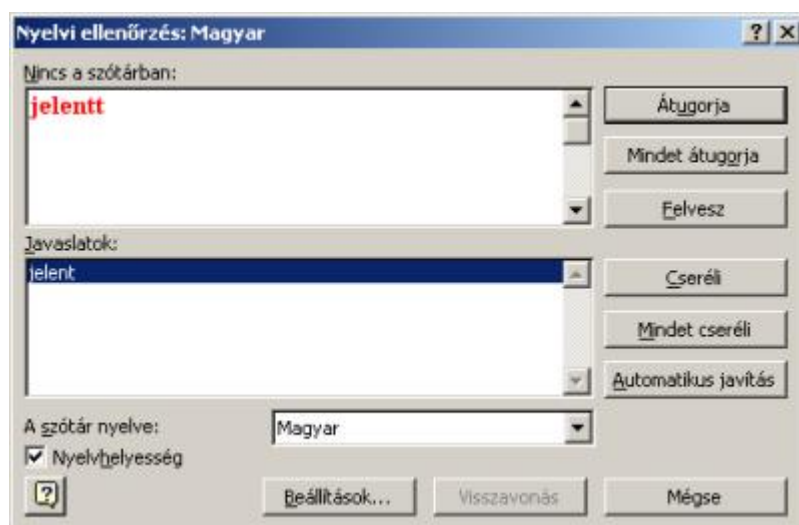 Nyelvi ellenőrzés: Magyar
Nincs a szótárban:
jelentt
Átugorja
Mindet átugorja
Felvesz
Javaslatok:
jelent
Cseréli
Mindet cseréli
Automatikus javítás
A szótár nyelve:
Magyar
Nyelvhelyesség
Beállítások...
Visszavonás
Mégse